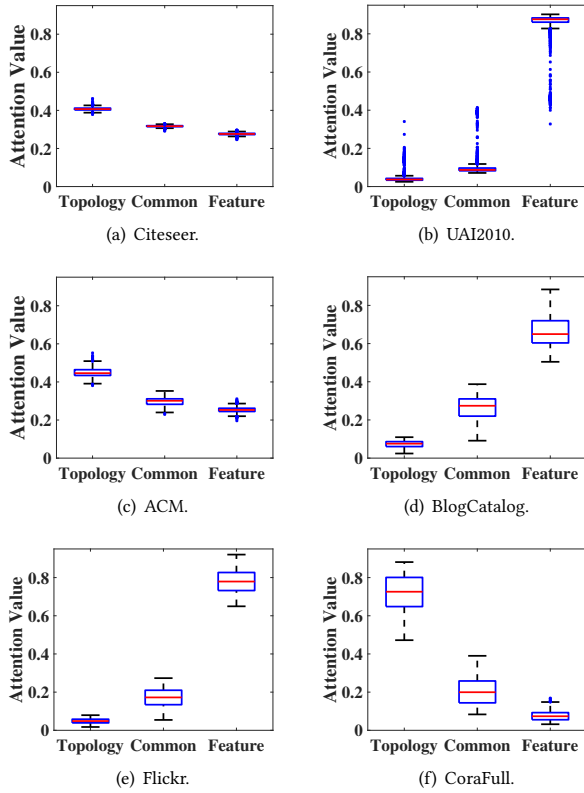 Attention Value
0.8
0.6
0.4
0.2
0
Topology Common Feature
(a) Citeseer.
Attention Value
0.8
0.6
0.4
0.2
0
Topology Common Feature
(b) UAI2010.
Attention Value
0.8
0.6
0.4
0.2
0
Topology Common Feature
(c) ACM.
Attention Value
0.8
0.6
0.4
0.2
0
Topology Common Feature
(d) BlogCatalog.
Attention Value
0.8
0.6
0.4
0.2
0
Topology Common Feature
(e) Flickr.
Attention Value
0.8
0.6
0.4
0.2
0
Topology Common Feature
(f) CoraFull.